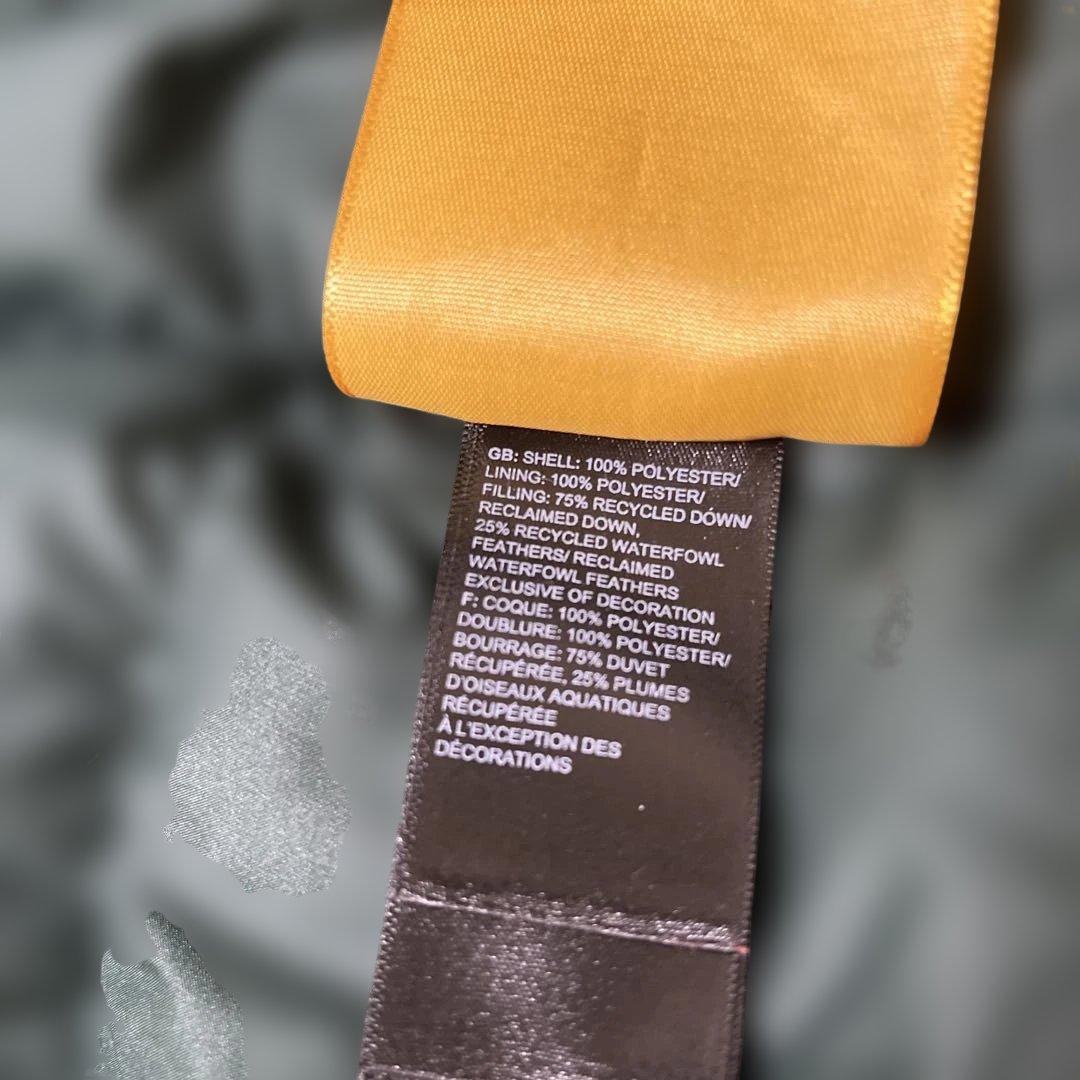 GB: SHELL: 100% POLYESTER/
LINING: 100% POLYESTER/
FILLING: 75% RECYCLED DOWN/
RECLAIMED DOWN,
25% RECYCLED WATERFOWL
FEATHERS/ RECLAIMED
WATERFOWL FEATHERS
EXCLUSIVE OF DECORATION
F: COQUE: 100% POLYESTER/
DOUBLURE: 100% POLYESTER/
BOURRAGE: 75% DUVET
RÉCUPÉRÉE, 25% PLUMES
D'OISEAUX AQUATIQUES
RÉCUPÉRÉE
À L'EXCEPTION DES
DÉCORATIONS